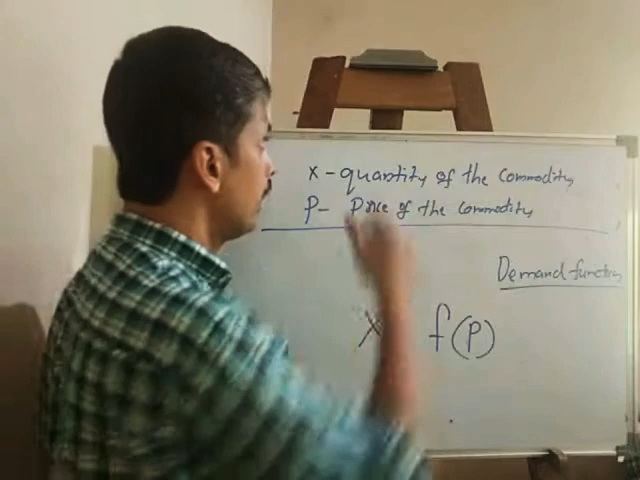 x - quantity of the commodity
P - Price of the commodity
Demand function
X f(P)